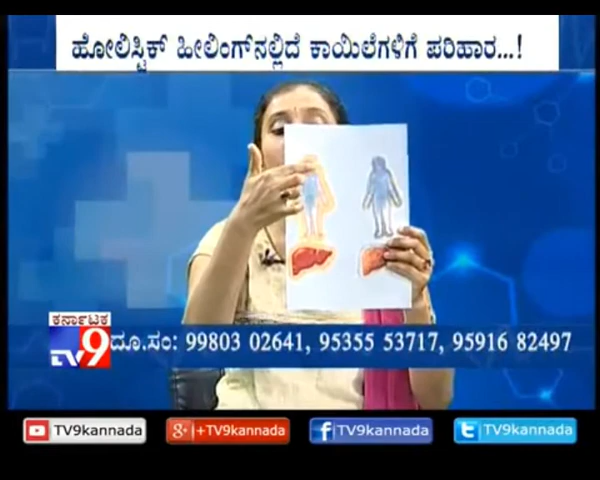 ಹೋಲಿಸ್ಟಿಕ್ ಹೀಲಿಂಗ್‌ನಲ್ಲಿದೆ ಕಾಯಿಲೆಗಳಿಗೆ ಪರಿಹಾರ...!
ಕರ್ನಾಟಕ
TV9 ದೂ.ಸಂ: 99803 02641, 95355 53717, 95916 82497
TV9kannada +TV9kannada TV9kannada TV9kannada